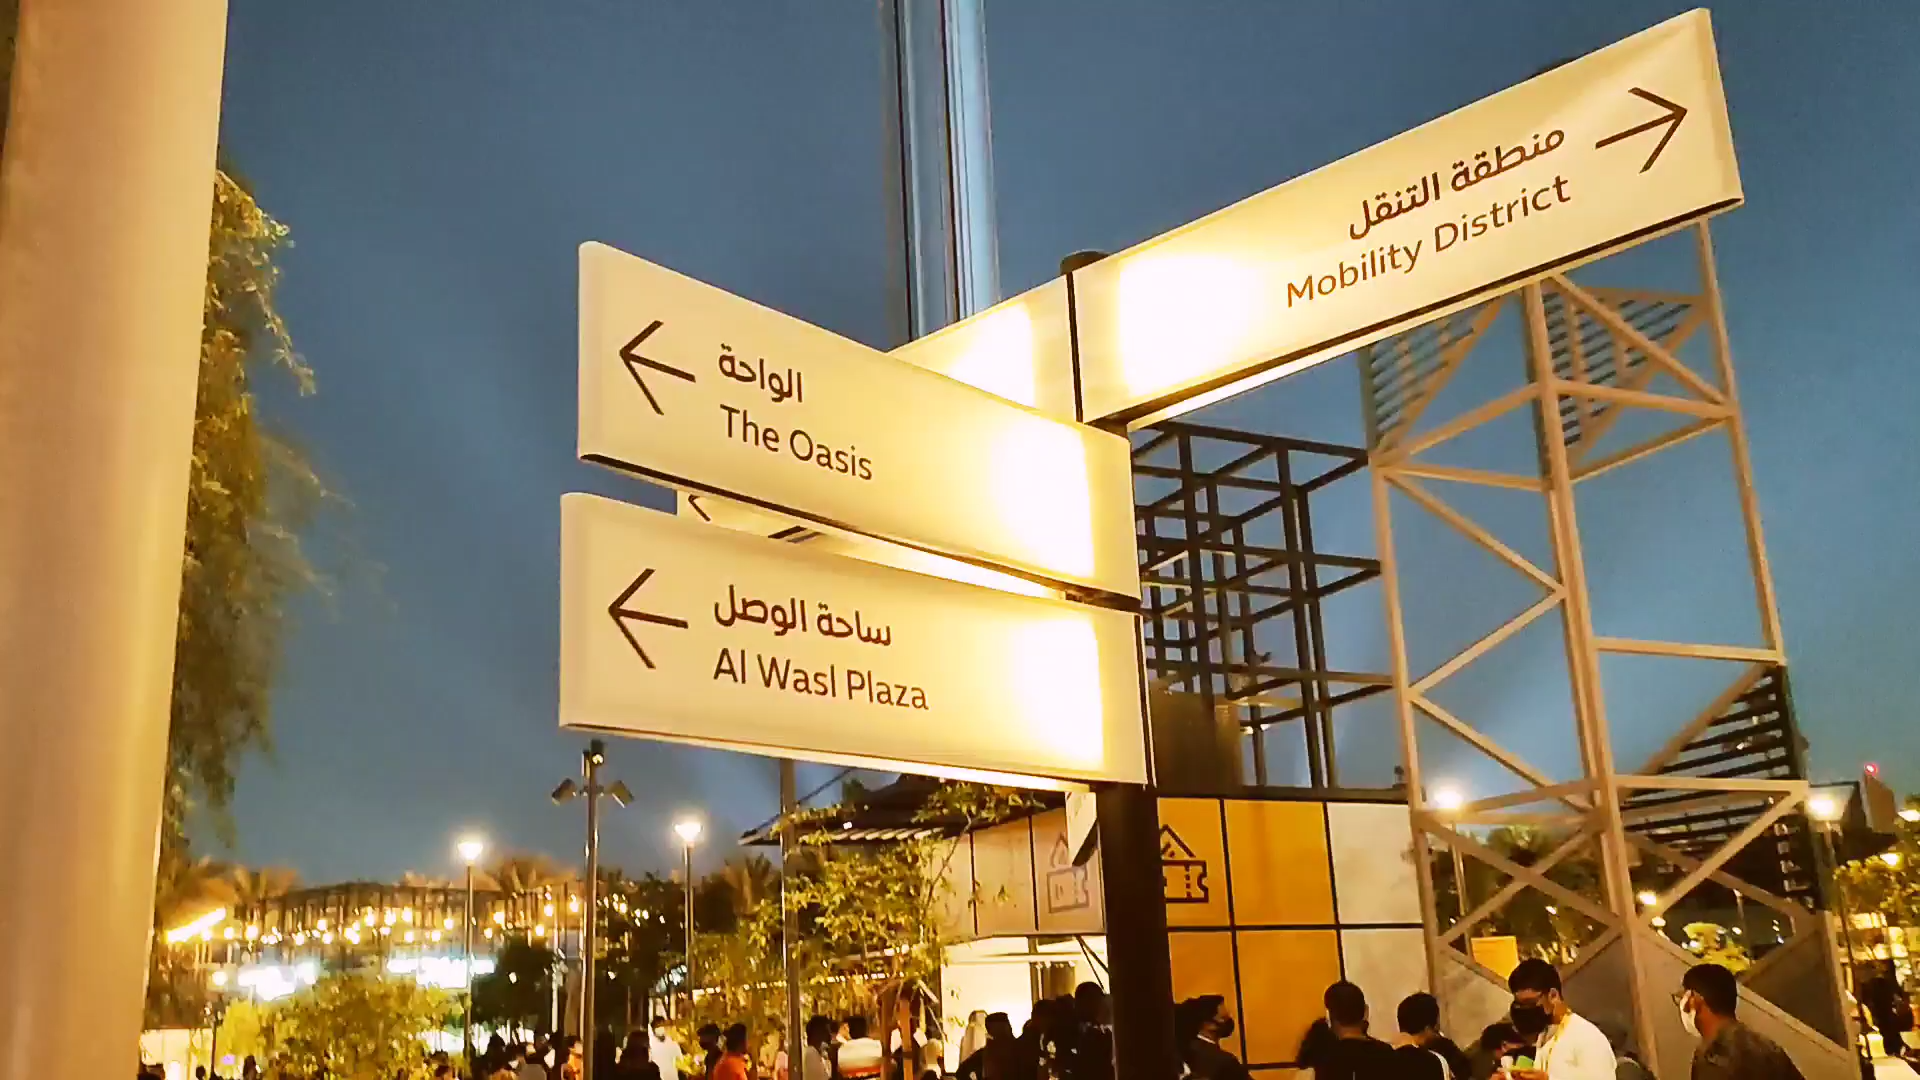 منطقة التنقل
Mobility District
الواحة
The Oasis
ساحة الوصل
Al Wasl Plaza